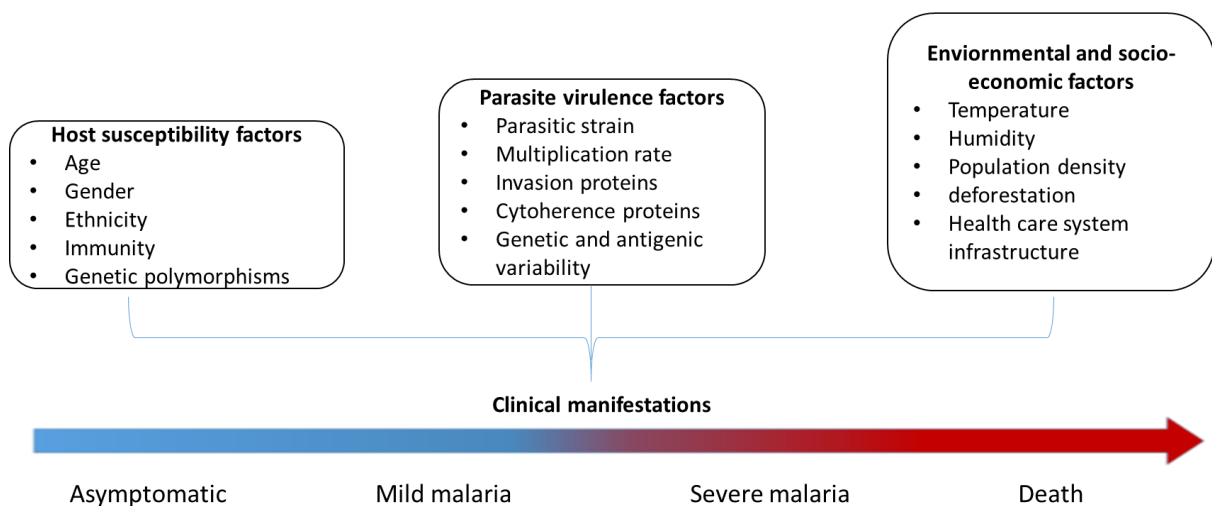 Host susceptibility factors
• Age
• Gender
• Ethnicity
• Immunity
• Genetic polymorphisms
Parasite virulence factors
• Parasitic strain
• Multiplication rate
• Invasion proteins
• Cytoherence proteins
• Genetic and antigenic
variability
Enviornmental and socio-
economic factors
• Temperature
• Humidity
• Population density
• deforestation
• Health care system
infrastructure
Clinical manifestations
Asymptomatic
Mild malaria
Severe malaria
Death